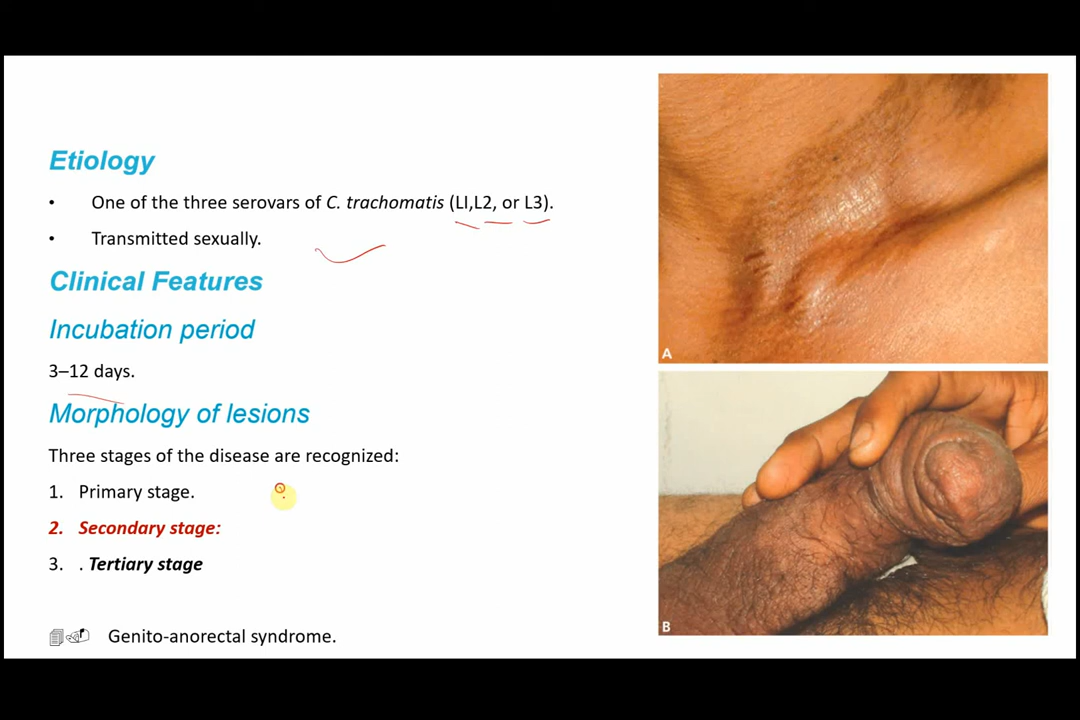 Etiology
• One of the three serovars of C. trachomatis (LI,L2, or L3).
• Transmitted sexually.
Clinical Features
Incubation period
3–12 days.
Morphology of lesions
Three stages of the disease are recognized:
1. Primary stage.
2. Secondary stage:
3. . Tertiary stage
Genito-anorectal syndrome.
A
B